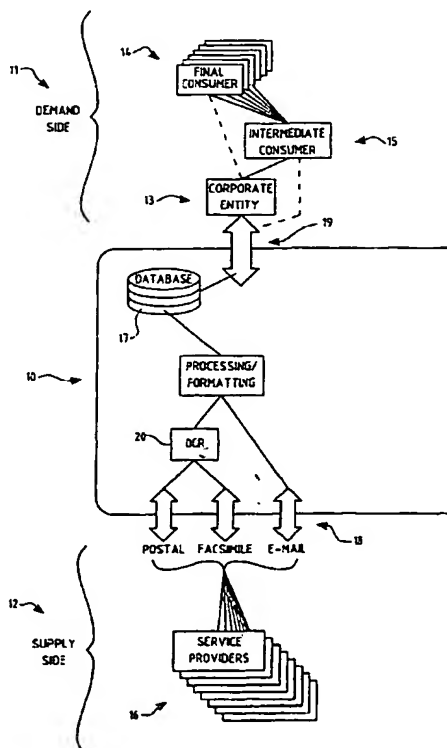 11
DEMAND
SIDE
14
FINAL
CONSUMER
INTERMEDIATE
CONSUMER
15
13
CORPORATE
ENTITY
19
DATABASE
17
10
PROCESSING/
FORMATTING
20
OCR
18
POSTAL FACSIMILE E-MAIL
12
SUPPLY
SIDE
SERVICE
PROVIDERS
16